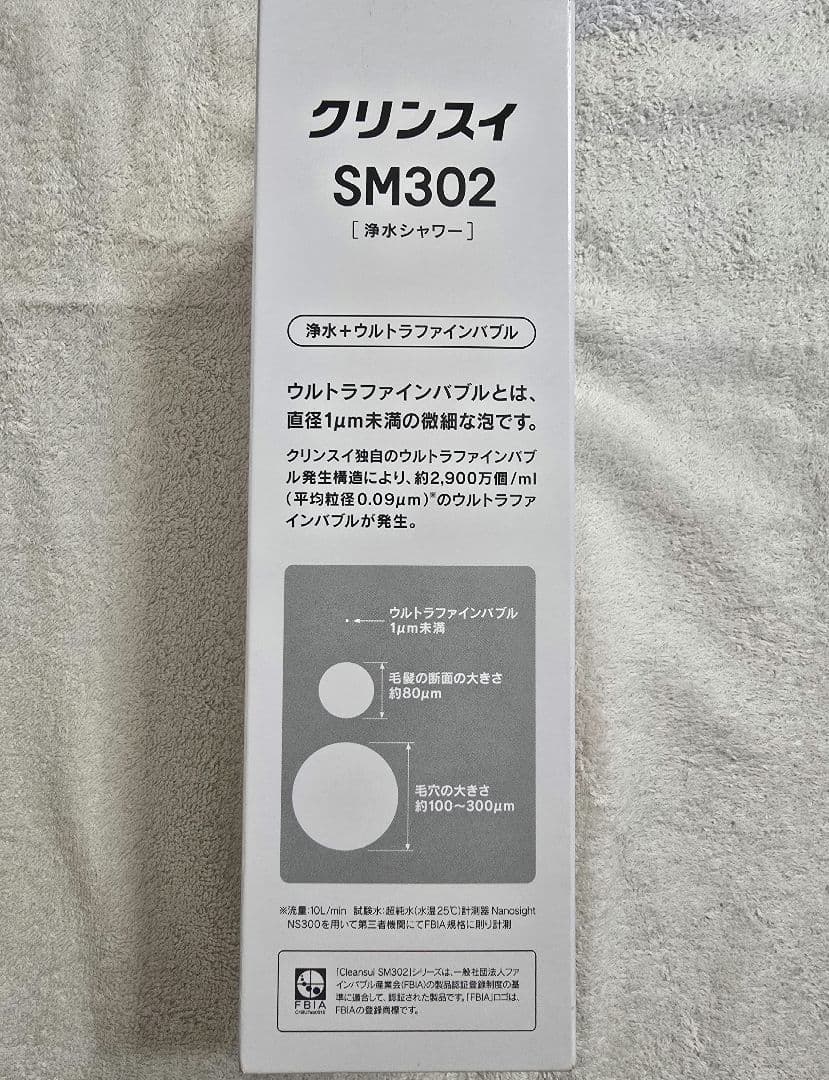 クリンスイ
SM302
[ 浄水シャワー ]
浄水+ウルトラファインバブル
ウルトラファインバブルとは、
直径1μm未満の微細な泡です。
クリンスイ独自のウルトラファインバブ
ル発生構造により、約2,900万個/ml
(平均粒径0.09μm)※のウルトラファ
インバブルが発生。
ウルトラファインバブル
1μm未満
毛髪の断面の大きさ
約80μm
毛穴の大きさ
約100〜300μm
※流量:10L/min 試験水:超純水(水温25℃)計測器 Nanosight
NS300を用いて第三者機関にてFBIA規格に則り計測
「Cleansui SM302」シリーズは、一般社団法人ファ
インバブル産業会(FBIA)の製品認証登録制度の基
準に適合して、認証された製品です。「FBIA」ロゴは、
FBIAの登録商標です。
FBIA